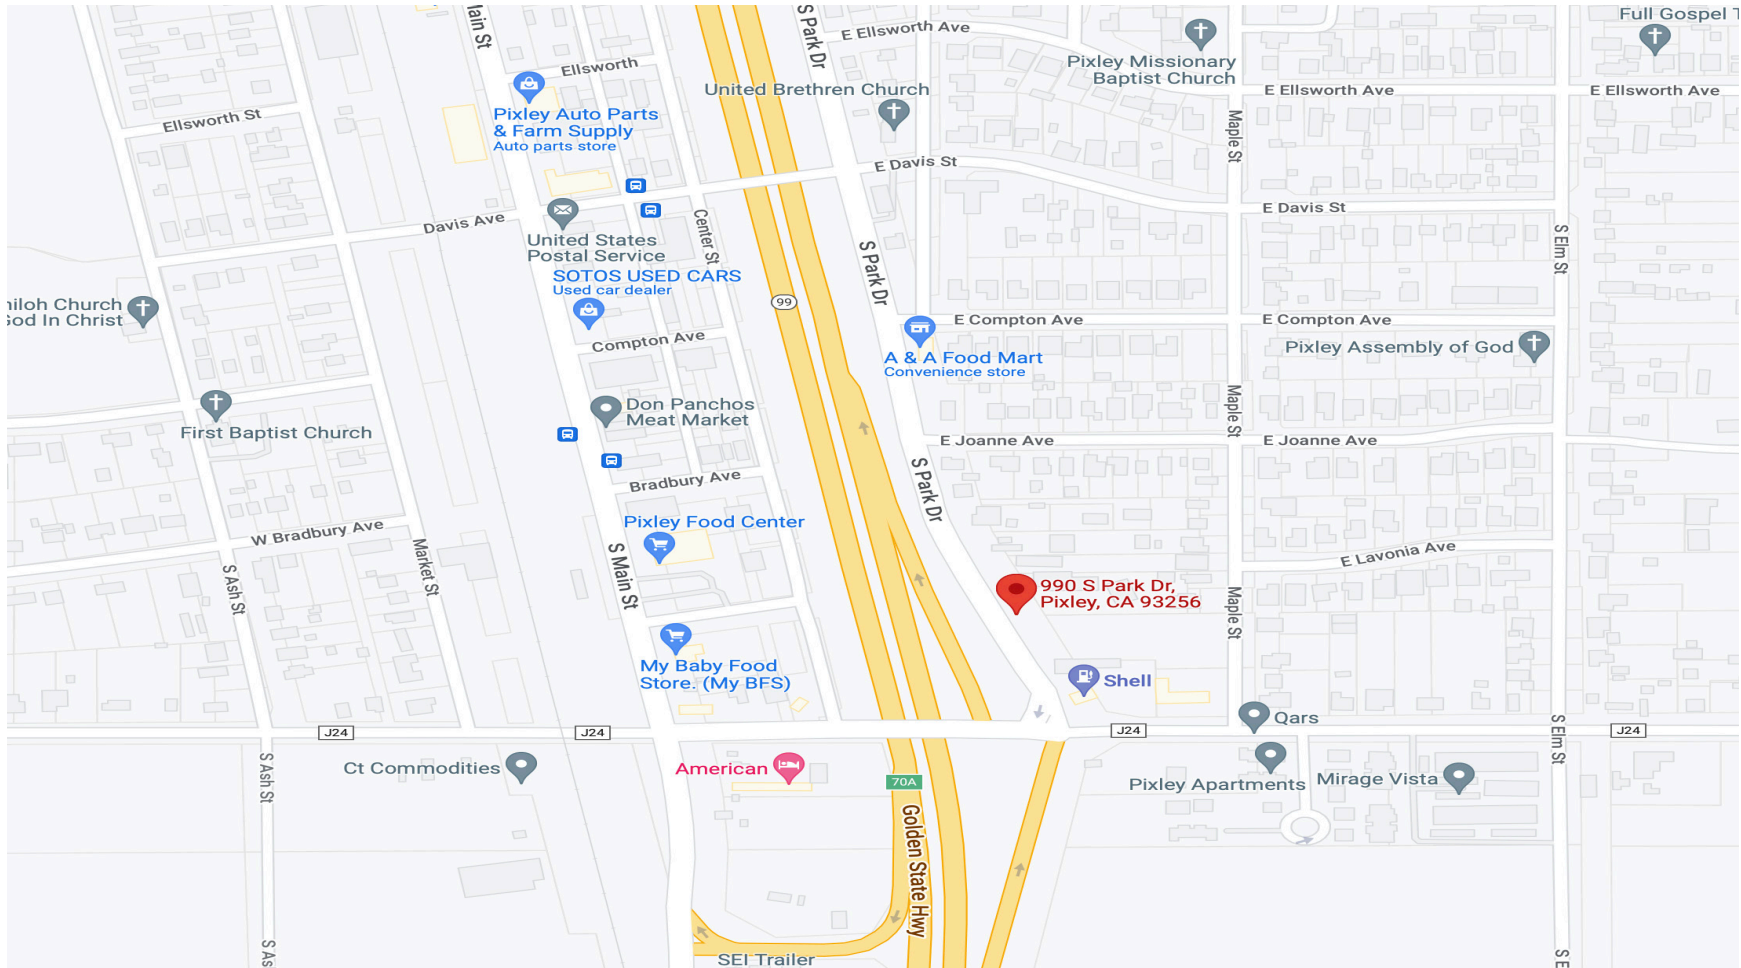 Main St
S Park Dr
E Ellsworth Ave
Pixley Missionary
Baptist Church
Full Gospel T
Ellsworth
United Brethren Church
E Ellsworth Ave
E Ellsworth Ave
Pixley Auto Parts
& Farm Supply
Auto parts store
Ellsworth St
Maple St
E Davis St
Davis Ave
Center St
E Davis St
United States
Postal Service
S Park Dr
S Elm St
SOTOS USED CARS
Used car dealer
99
hiloh Church
God In Christ
Compton Ave
E Compton Ave
E Compton Ave
A & A Food Mart
Convenience store
Pixley Assembly of God
Don Panchos
Meat Market
Maple St
First Baptist Church
E Joanne Ave
E Joanne Ave
Bradbury Ave
S Park Dr
Pixley Food Center
W Bradbury Ave
E Lavonia Ave
Market St
S Main St
S Ash St
990 S Park Dr,
Pixley, CA 93256
Maple St
My Baby Food
Store. (My BFS)
Shell
Qars
J24
J24
J24
J24
S Elm St
S Ash St
Ct Commodities
American
70A
Pixley Apartments
Mirage Vista
Golden State Hwy
S As
S E
SEI Trailer